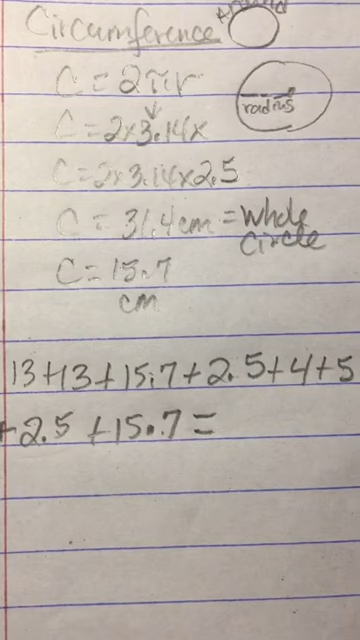 Around
Circumference
C = 2πr
radius
C = 2x3.14x
C = 2x3.14x2.5
C = 31.4cm = whole circle
C = 15.7
cm
13+13+15.7+2.5+4+5
+2.5+15.7=